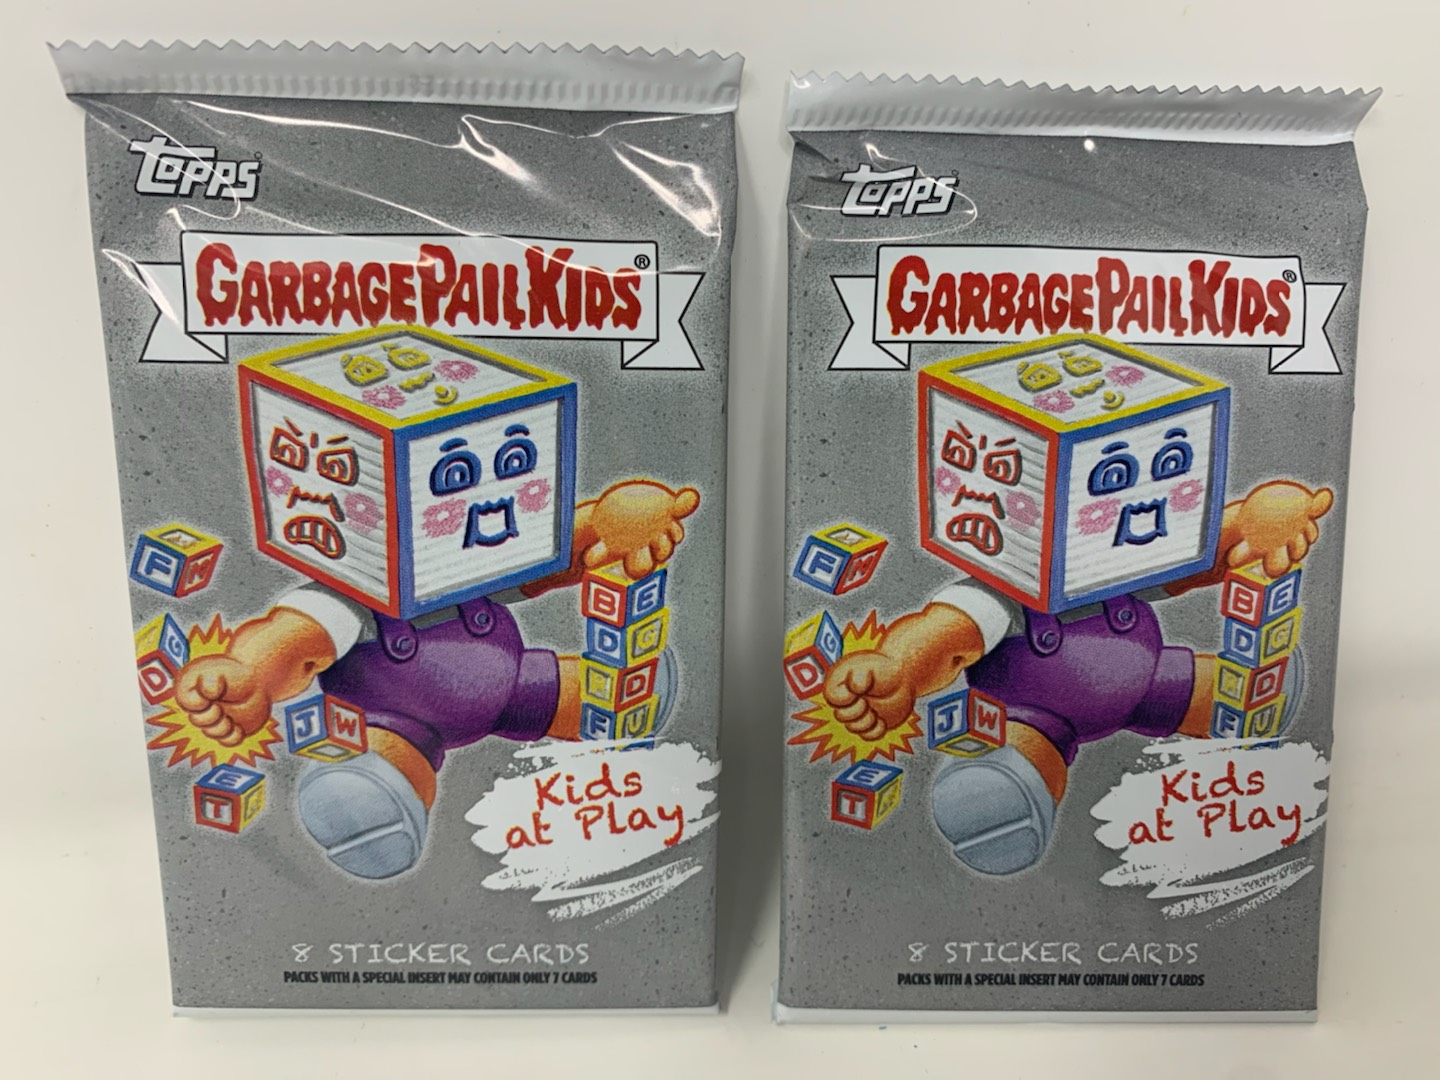 Topps
GARBAGE PAIL KIDS®
F M
G
D
B E
D G
D
F U
J W
E
T
Kids
at Play
8 STICKER CARDS
PACKS WITH A SPECIAL INSERT MAY CONTAIN ONLY 7 CARDS
Topps
GARBAGE PAIL KIDS®
F M
G
D
B E
D G
D
F U
J W
E
T
Kids
at Play
8 STICKER CARDS
PACKS WITH A SPECIAL INSERT MAY CONTAIN ONLY 7 CARDS